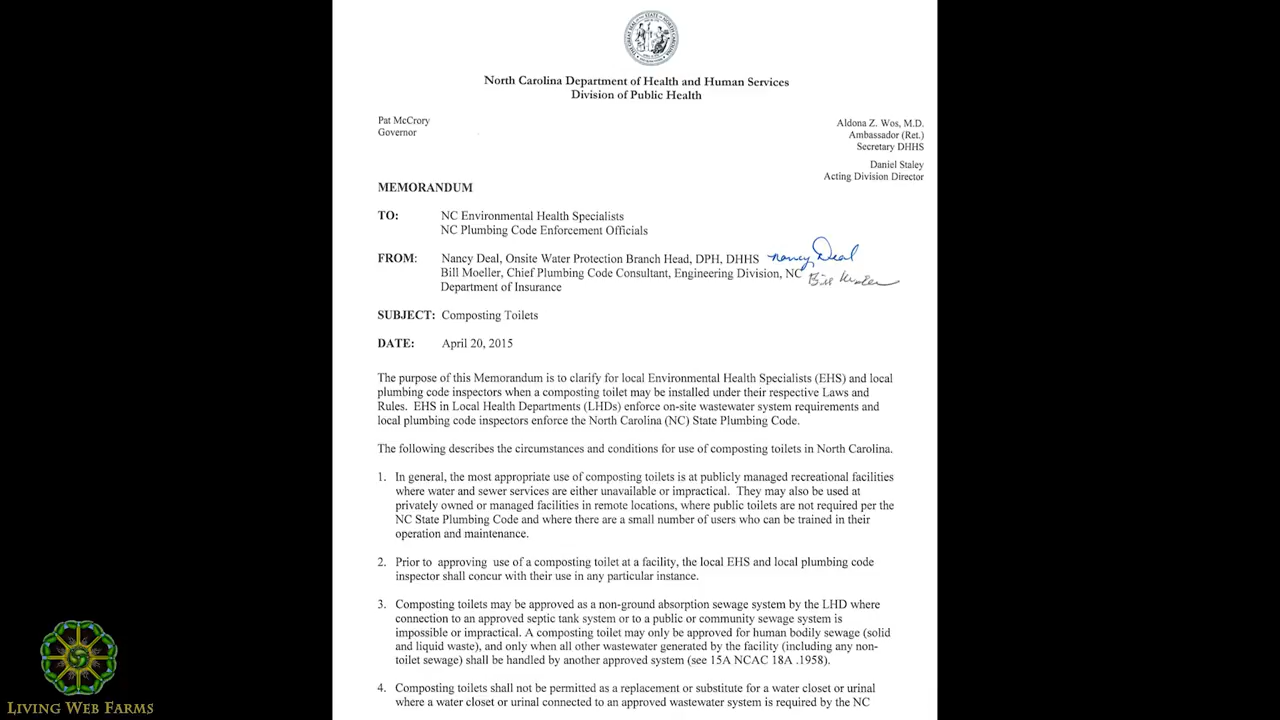 North Carolina Department of Health and Human Services
Division of Public Health
Pat McCrory
Governor
Aldona Z. Wos, M.D.
Ambassador (Ret.)
Secretary DHHS
Daniel Staley
Acting Division Director
MEMORANDUM
TO: NC Environmental Health Specialists
NC Plumbing Code Enforcement Officials
FROM: Nancy Deal, Onsite Water Protection Branch Head, DPH, DHHS Nancy Deal
Bill Moeller, Chief Plumbing Code Consultant, Engineering Division, NC Bill
Department of Insurance
SUBJECT: Composting Toilets
DATE: April 20, 2015
The purpose of this Memorandum is to clarify for local Environmental Health Specialists (EHS) and local
plumbing code inspectors when a composting toilet may be installed under their respective Laws and
Rules. EHS in Local Health Departments (LHDs) enforce on-site wastewater system requirements and
local plumbing code inspectors enforce the North Carolina (NC) State Plumbing Code.
The following describes the circumstances and conditions for use of composting toilets in North Carolina.
1. In general, the most appropriate use of composting toilets is at publicly managed recreational facilities
where water and sewer services are either unavailable or impractical. They may also be used at
privately owned or managed facilities in remote locations, where public toilets are not required per the
NC State Plumbing Code and where there are a small number of users who can be trained in their
operation and maintenance.
2. Prior to approving use of a composting toilet at a facility, the local EHS and local plumbing code
inspector shall concur with their use in any particular instance.
3. Composting toilets may be approved as a non-ground absorption sewage system by the LHD where
connection to an approved septic tank system or to a public or community sewage system is
impossible or impractical. A composting toilet may only be approved for human bodily sewage (solid
and liquid waste), and only when all other wastewater generated by the facility (including any non-
toilet sewage) shall be handled by another approved system (see 15A NCAC 18A .1958).
4. Composting toilets shall not be permitted as a replacement or substitute for a water closet or urinal
where a water closet or urinal connected to an approved wastewater system is required by the NC
LIVING WEB FARMS